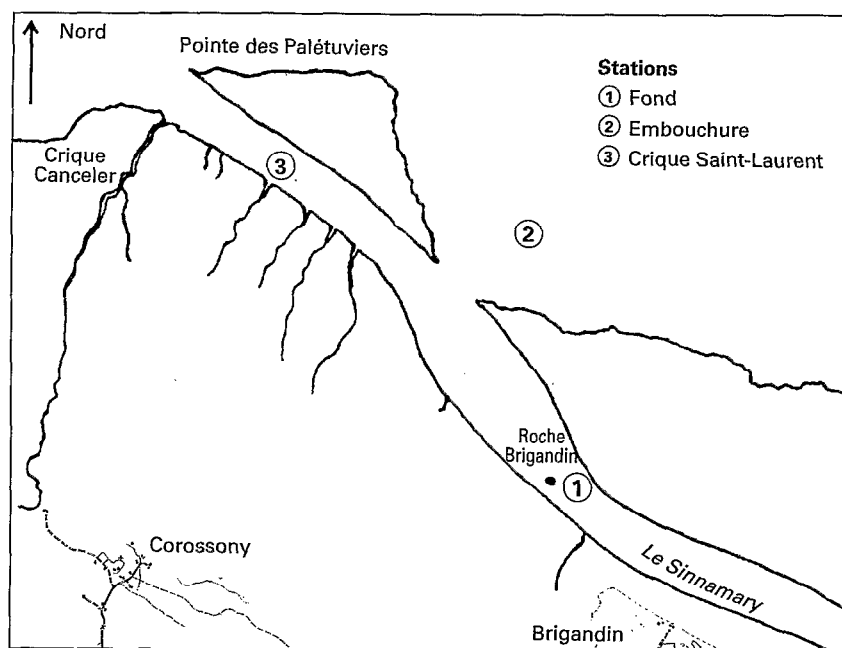 Nord
Pointe des Palétuviers
Stations
① Fond
② Embouchure
③ Crique Saint-Laurent
Crique
Canceler
③
②
Roche
Brigandin
①
Corossony
Le Sinnamary
Brigandin